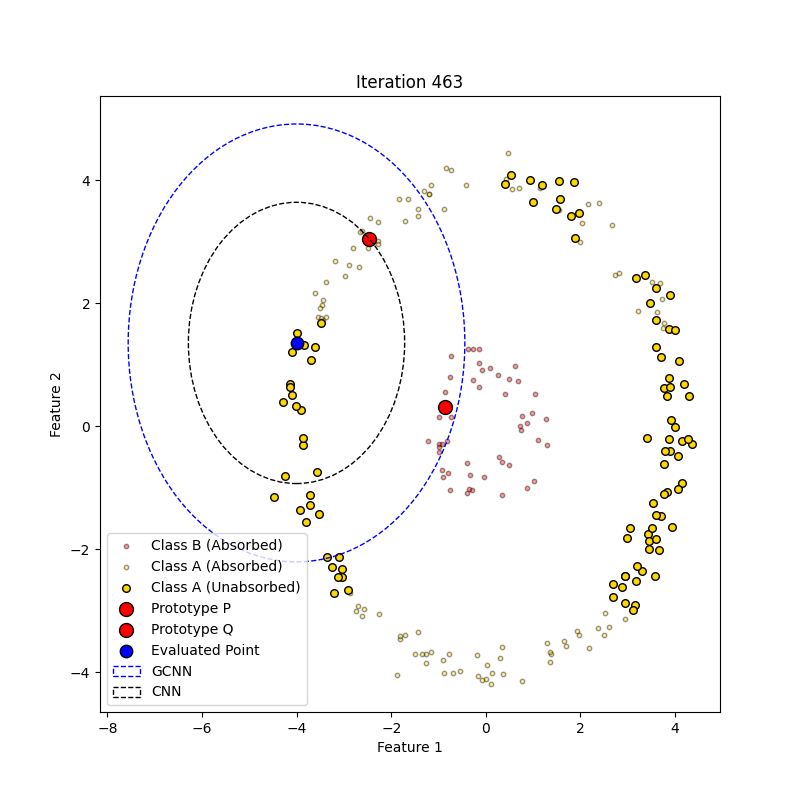 Iteration 463
Feature 2
4
2
0
−2
−4
Class B (Absorbed)
Class A (Absorbed)
Class A (Unabsorbed)
Prototype P
Prototype Q
Evaluated Point
GCNN
CNN
−8 −6 −4 −2 0 2 4
Feature 1